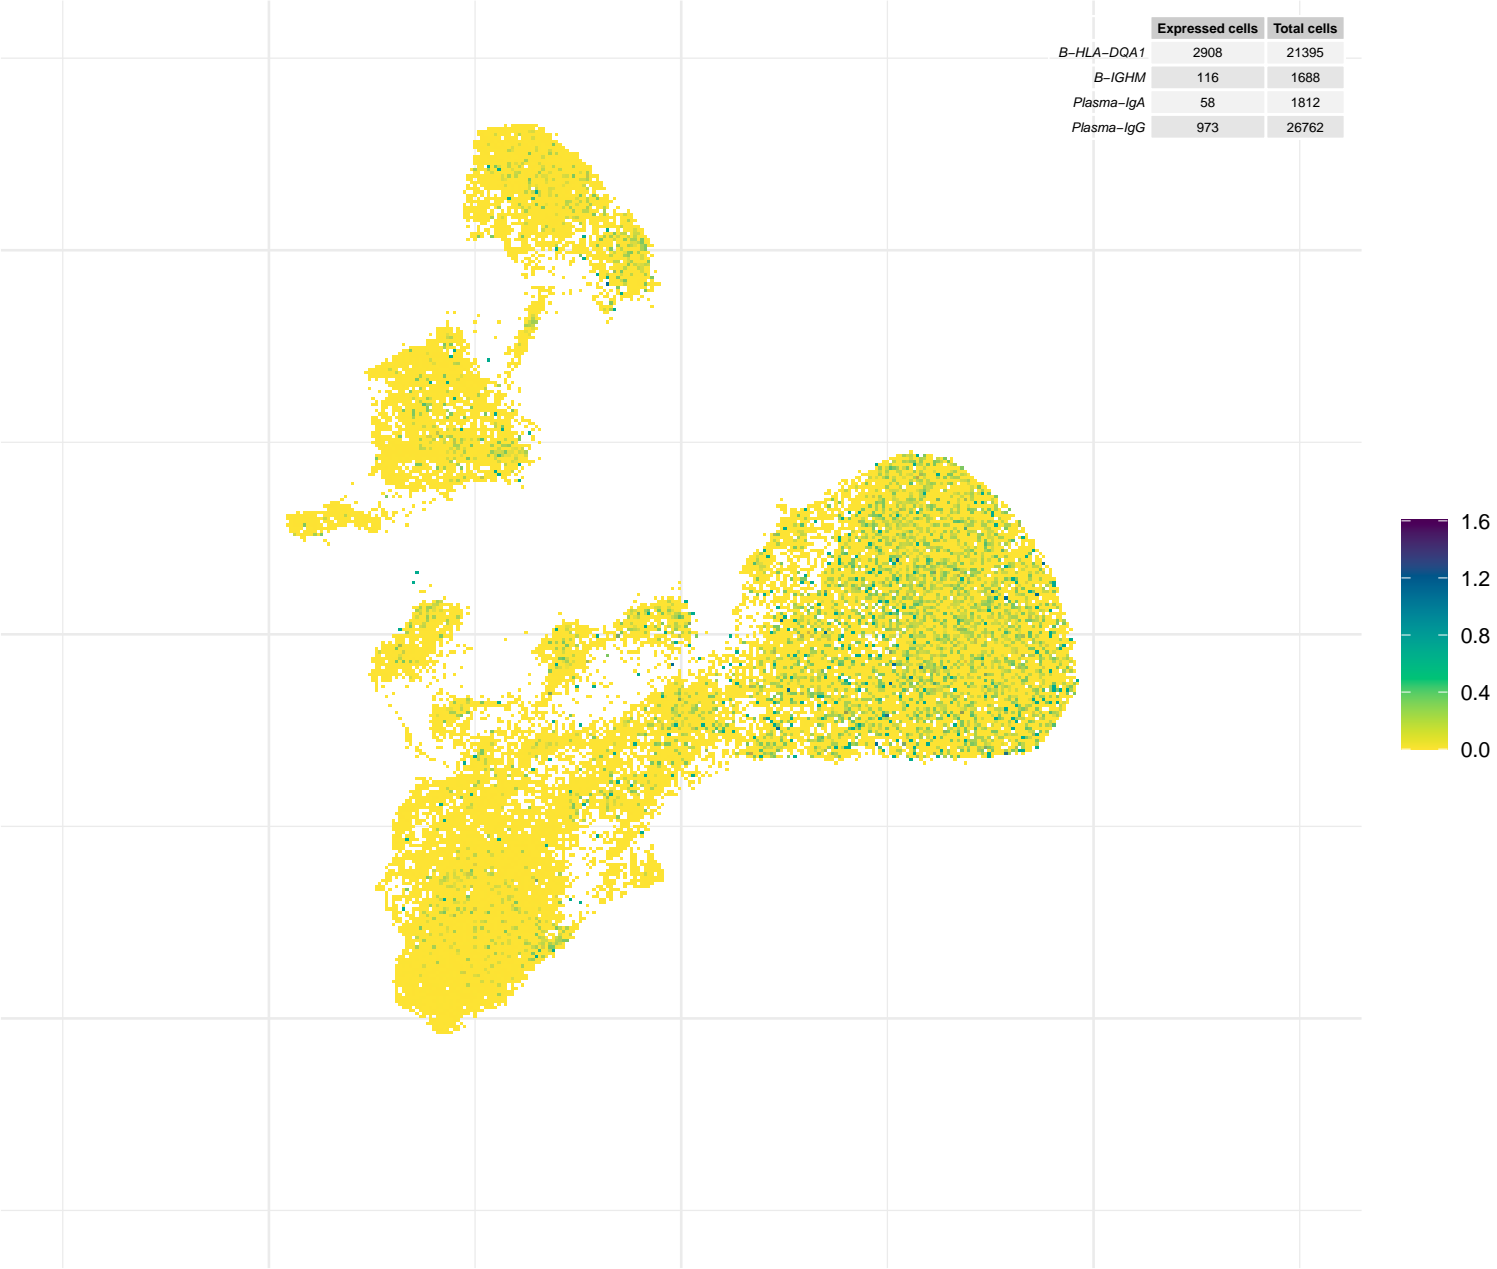 Expressed cells Total cells
B−HLA−DQA1 2908 21395
B−IGHM 116 1688
Plasma−IgA 58 1812
Plasma−IgG 973 26762
1.6
1.2
0.8
0.4
0.0